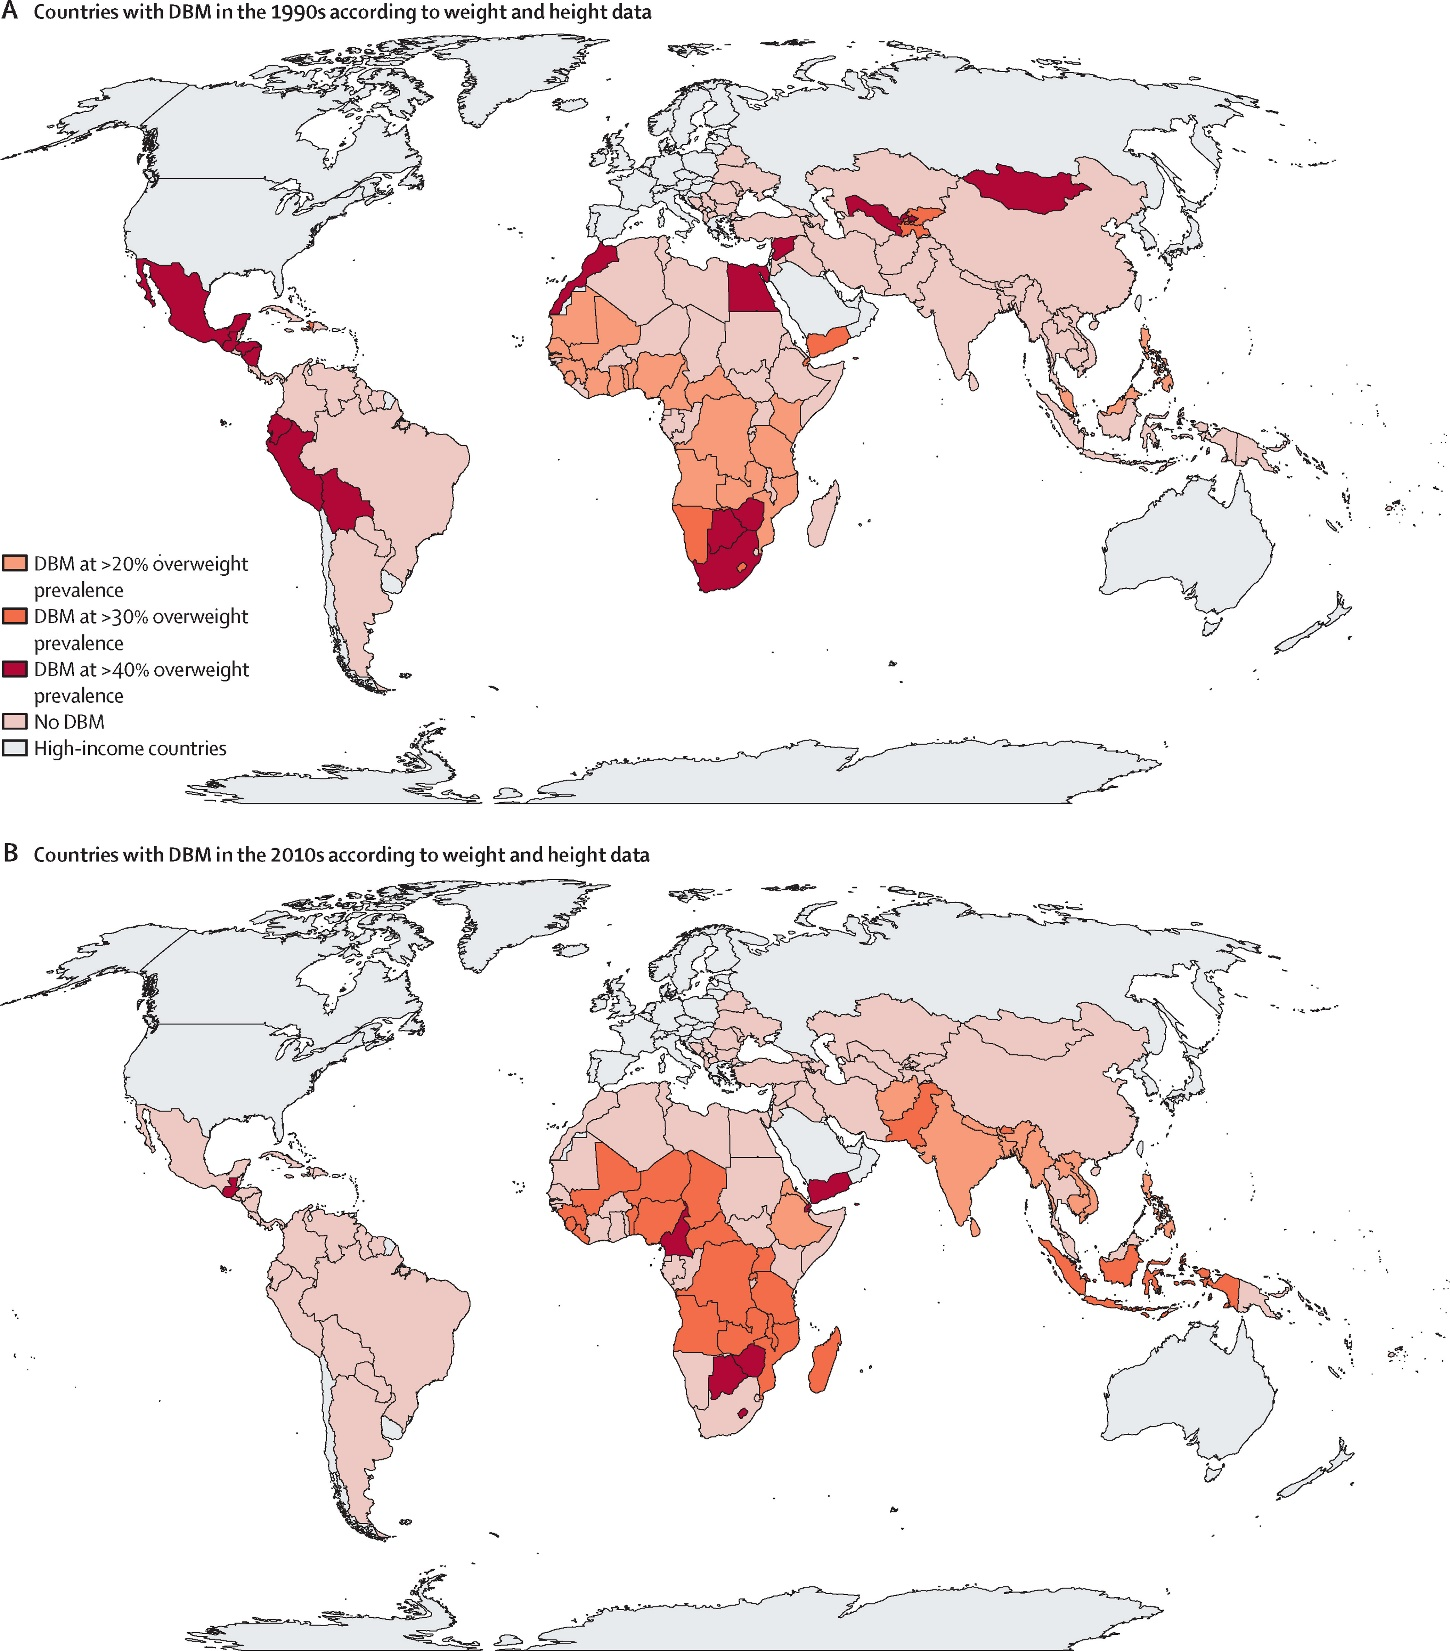 A Countries with DBM in the 1990s according to weight and height data
DBM at >20% overweight
prevalence
DBM at >30% overweight
prevalence
DBM at >40% overweight
prevalence
No DBM
High-income countries
B Countries with DBM in the 2010s according to weight and height data